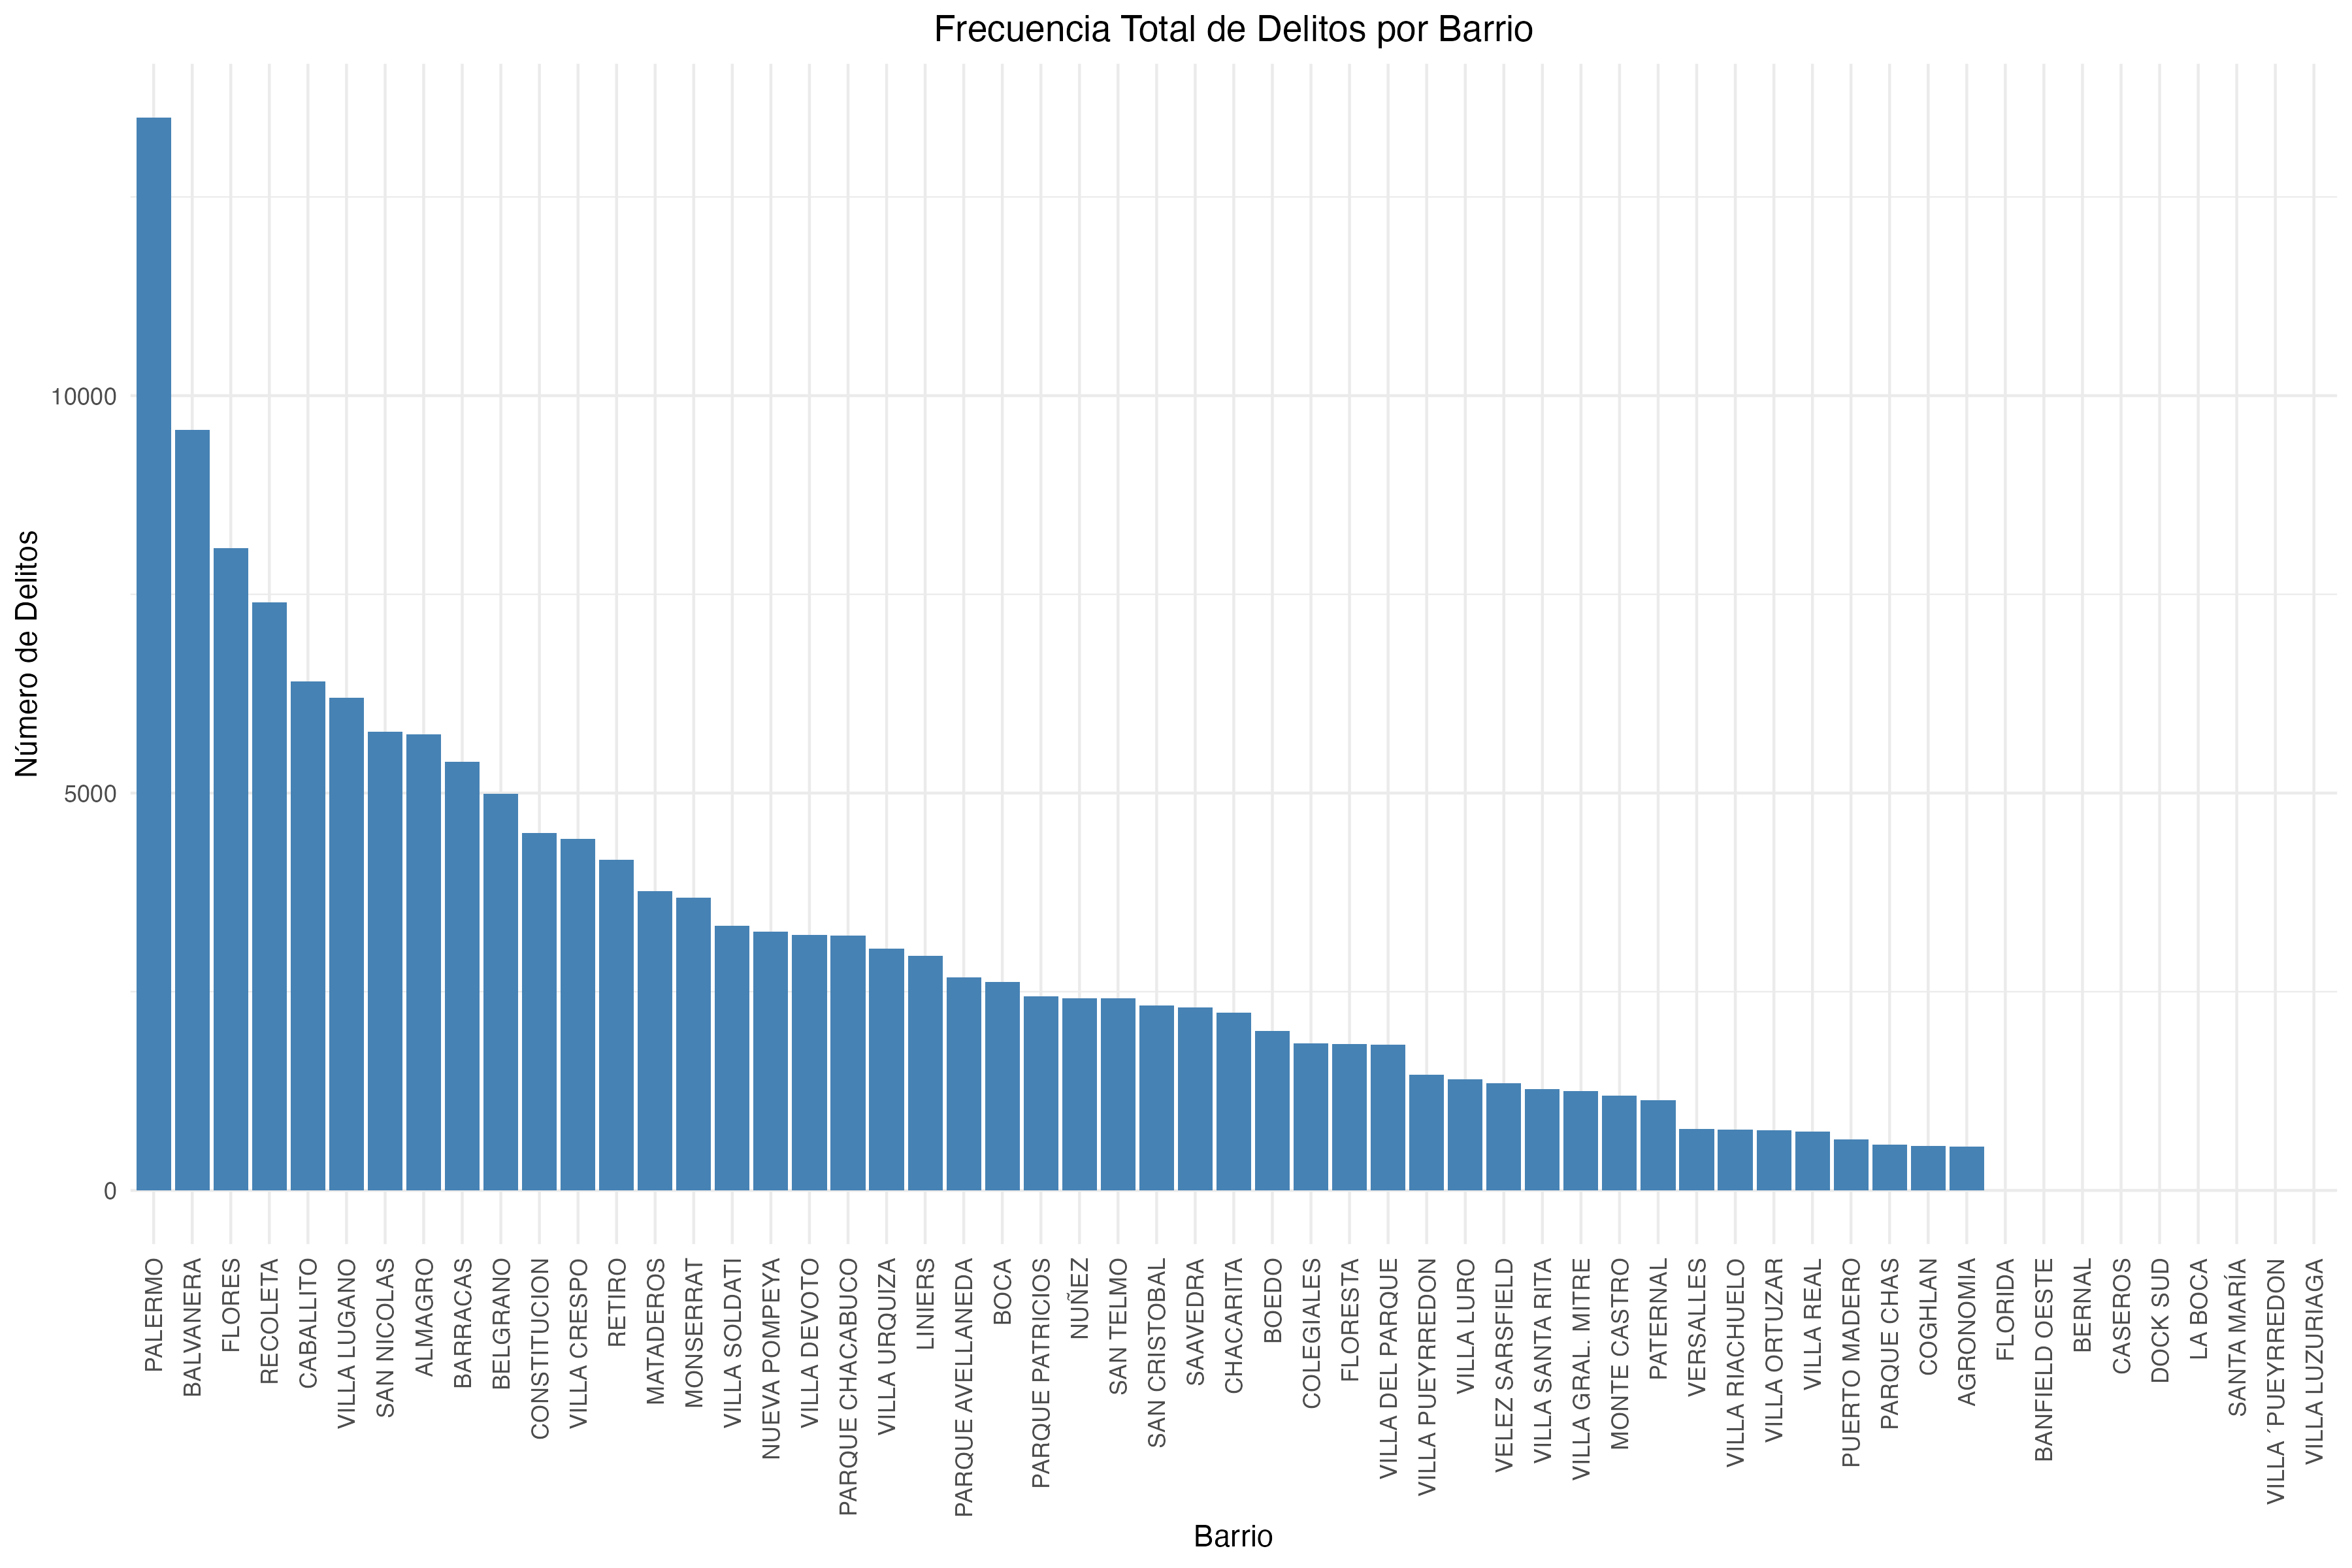 Frecuencia Total de Delitos por Barrio
Número de Delitos
10000
5000
0
PALERMO
BALVANERA
FLORES
RECOLETA
CABALLITO
VILLA LUGANO
SAN NICOLAS
ALMAGRO
BARRACAS
BELGRANO
CONSTITUCION
VILLA CRESPO
RETIRO
MATADEROS
MONSERRAT
VILLA SOLDATI
NUEVA POMPEYA
VILLA DEVOTO
PARQUE CHACABUCO
VILLA URQUIZA
LINIERS
PARQUE AVELLANEDA
BOCA
PARQUE PATRICIOS
NUÑEZ
SAN TELMO
SAN CRISTOBAL
SAAVEDRA
CHACARITA
BOEDO
COLEGIALES
FLORESTA
VILLA DEL PARQUE
VILLA PUEYRREDON
VILLA LURO
VELEZ SARSFIELD
VILLA SANTA RITA
VILLA GRAL. MITRE
MONTE CASTRO
PATERNAL
VERSALLES
VILLA RIACHUELO
VILLA ORTUZAR
VILLA REAL
PUERTO MADERO
PARQUE CHAS
COGHLAN
AGRONOMIA
FLORIDA
BANFIELD OESTE
BERNAL
CASEROS
DOCK SUD
LA BOCA
SANTA MARÍA
VILLA ´PUEYRREDON
VILLA LUZURIAGA
Barrio